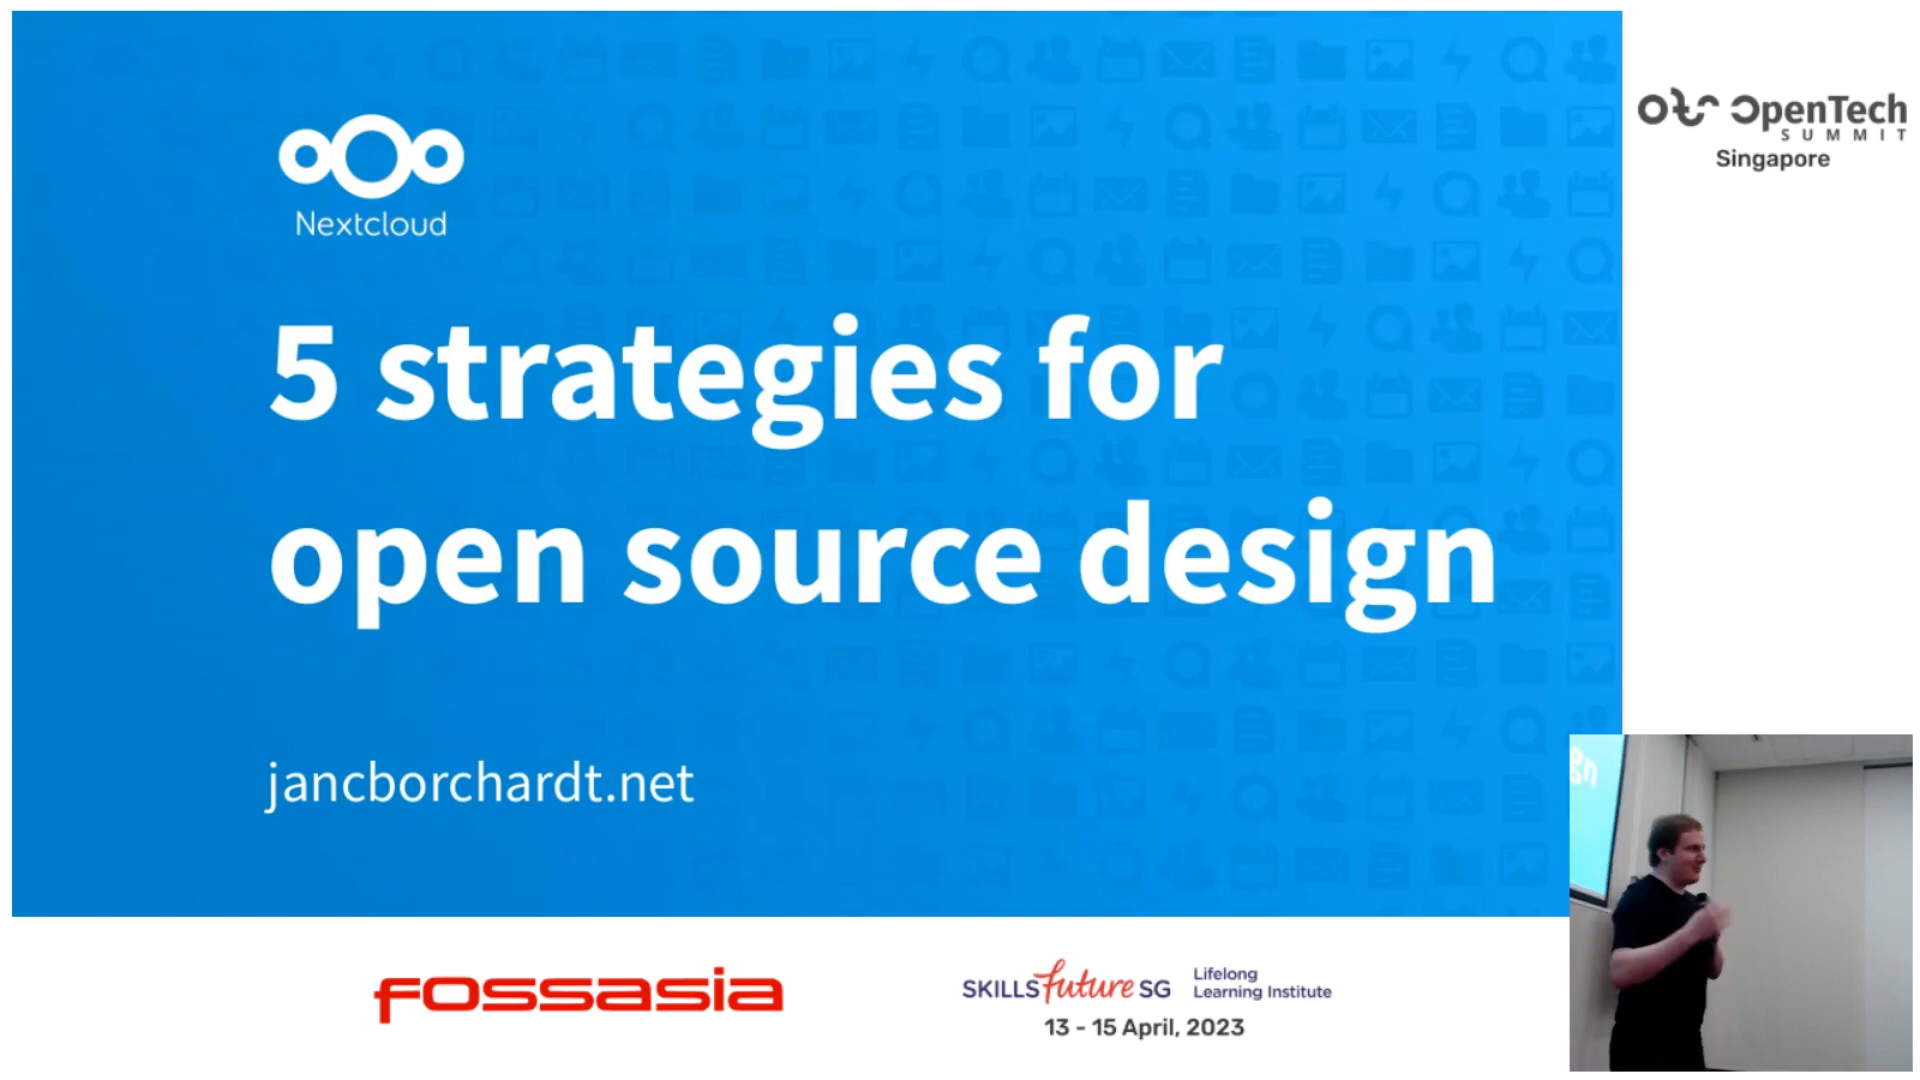 Nextcloud
5 strategies for
open source design
jancborchardt.net
OpenTech
SUMMIT
Singapore
gn
fossasia
SKILLSfuture SG
Lifelong
Learning Institute
13 - 15 April, 2023